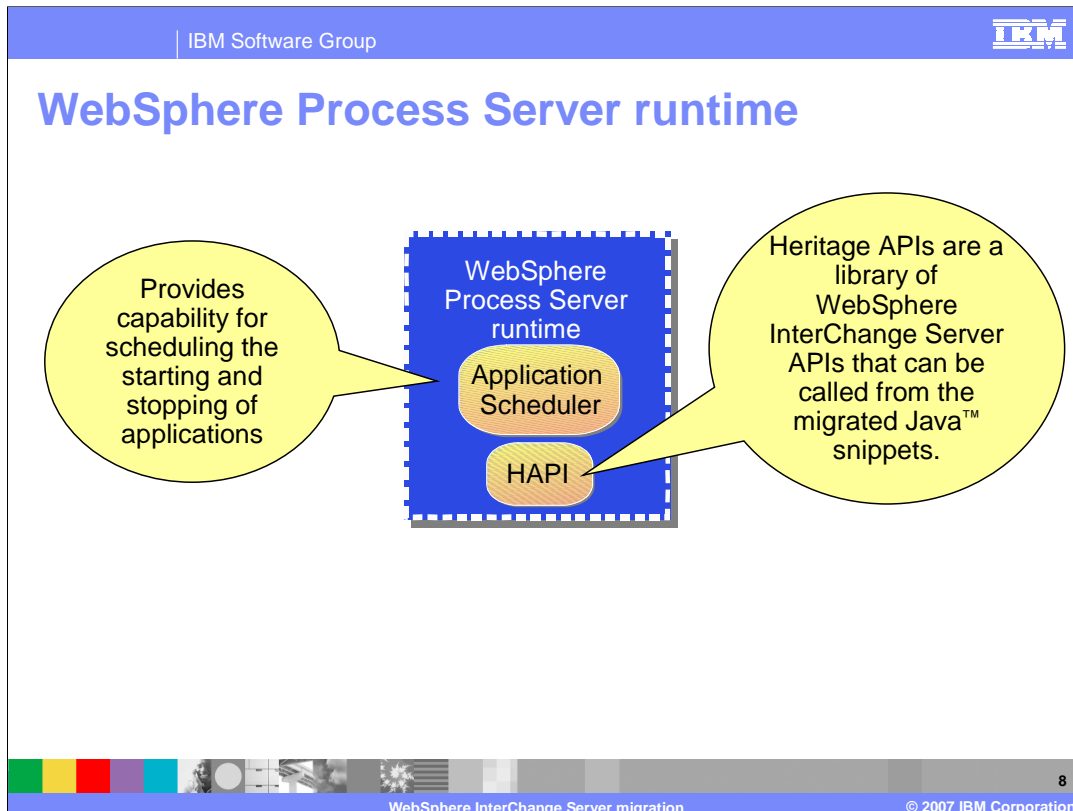 IBM Software Group
IBM
WebSphere Process Server runtime
Provides
capability for
scheduling the
starting and
stopping of
applications
WebSphere
Process Server
runtime
Application
Scheduler
HAPI
Heritage APIs are a
library of
WebSphere
InterChange Server
APIs that can be
called from the
migrated Java™
snippets.
8
WebSphere InterChange Server migration
© 2007 IBM Corporation